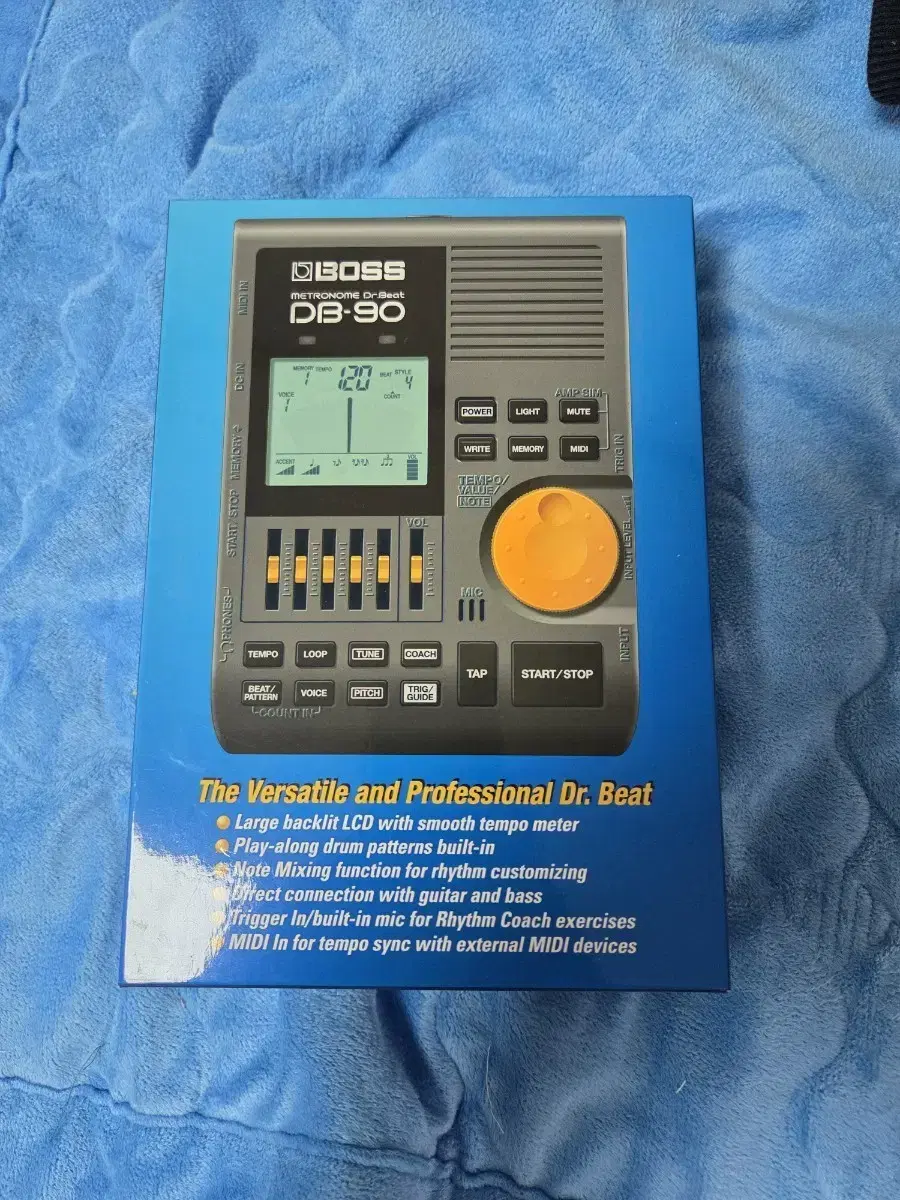 BOSS
METRONOME Dr.Beat
DB-90
MIDI IN
DC IN
MEMORY
START/STOP
PHONES
MEMORY TEMPO BEAT STYLE
1 120 4
COUNT
VOICE
1
ACCENT
VOL
AMP SIM
POWER LIGHT MUTE
WRITE MEMORY MIDI
TRIG IN
TEMPO/
VALUE/
NOTE
INPUT LEVEL
INPUT
VOL
MIC
TEMPO LOOP TUNE COACH
BEAT/
PATTERN VOICE PITCH TRIG/
GUIDE
COUNT IN
TAP START/STOP
The Versatile and Professional Dr. Beat
Large backlit LCD with smooth tempo meter
Play-along drum patterns built-in
Note Mixing function for rhythm customizing
Direct connection with guitar and bass
Trigger In/built-in mic for Rhythm Coach exercises
MIDI In for tempo sync with external MIDI devices